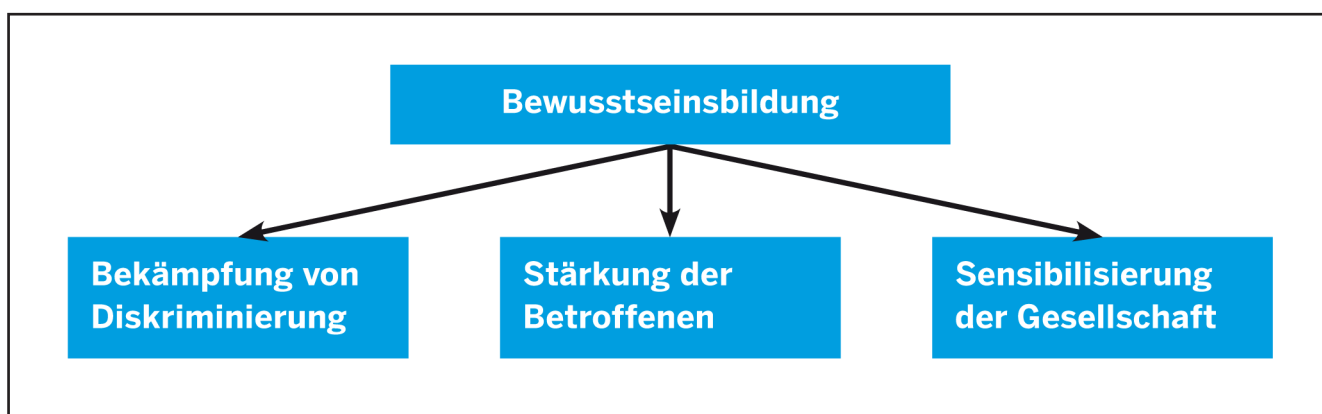 Bewusstseinsbildung
Bekämpfung von
Diskriminierung
Stärkung der
Betroffenen
Sensibilisierung
der Gesellschaft